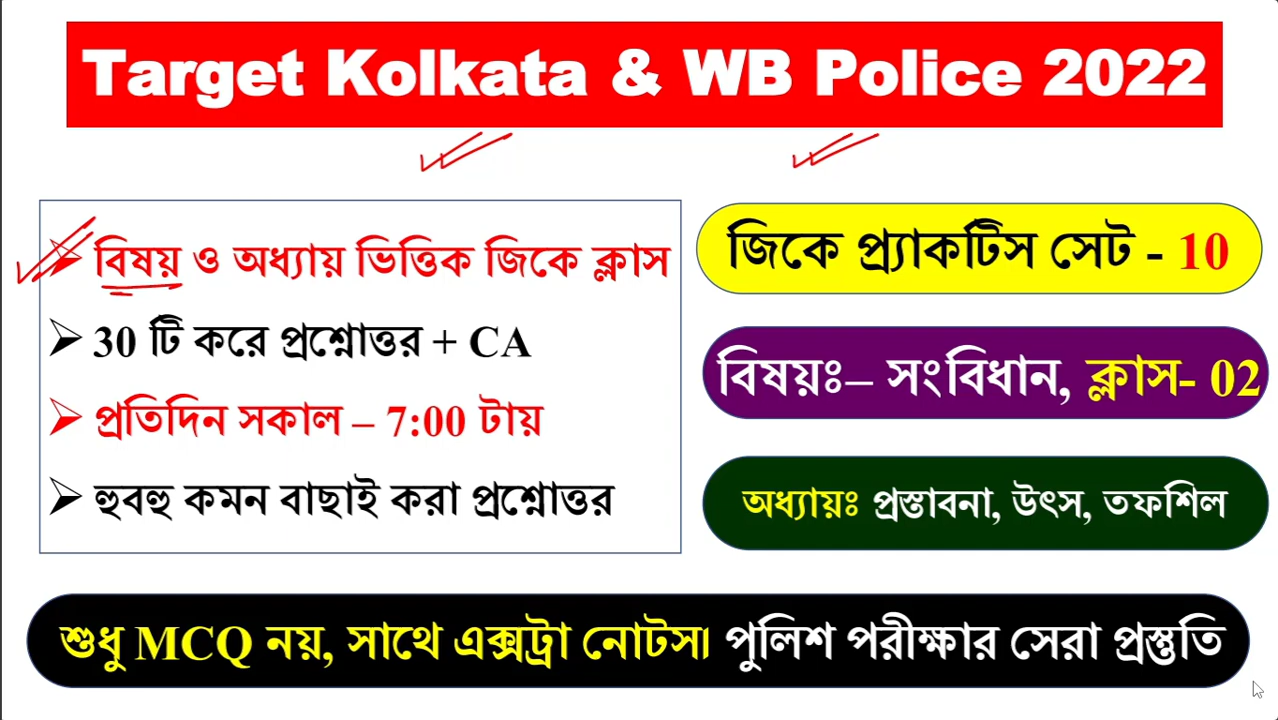 Target Kolkata & WB Police 2022
বিষয় ও অধ্যায় ভিত্তিক জিকে ক্লাস
30 টি করে প্রশ্নোত্তর + CA
প্রতিদিন সকাল – 7:00 টায়
হুবহু কমন বাছাই করা প্রশ্নোত্তর
জিকে প্র্যাকটিস সেট - 10
বিষয়ঃ– সংবিধান, ক্লাস- 02
অধ্যায়ঃ প্রস্তাবনা, উৎস, তফশিল
শুধু MCQ নয়, সাথে এক্সট্রা নোটস। পুলিশ পরীক্ষার সেরা প্রস্তুতি